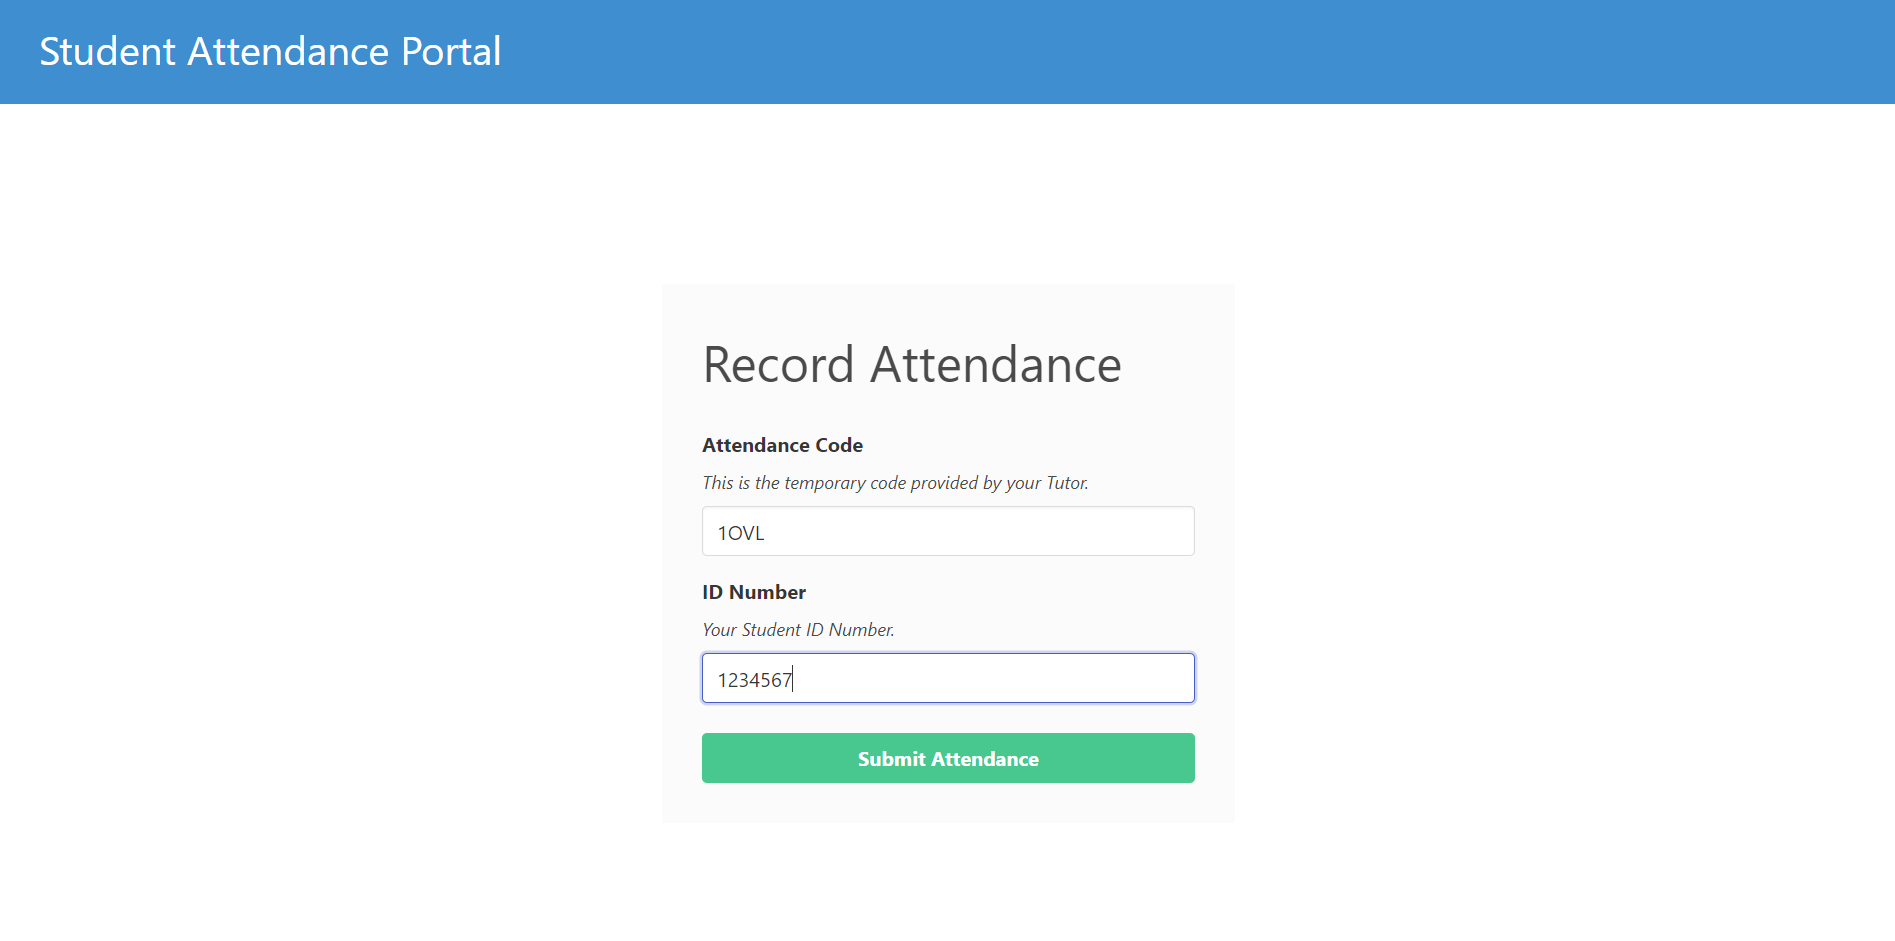 Student Attendance Portal
Record Attendance
Attendance Code
This is the temporary code provided by your Tutor.
1OVL
ID Number
Your Student ID Number.
1234567
Submit Attendance